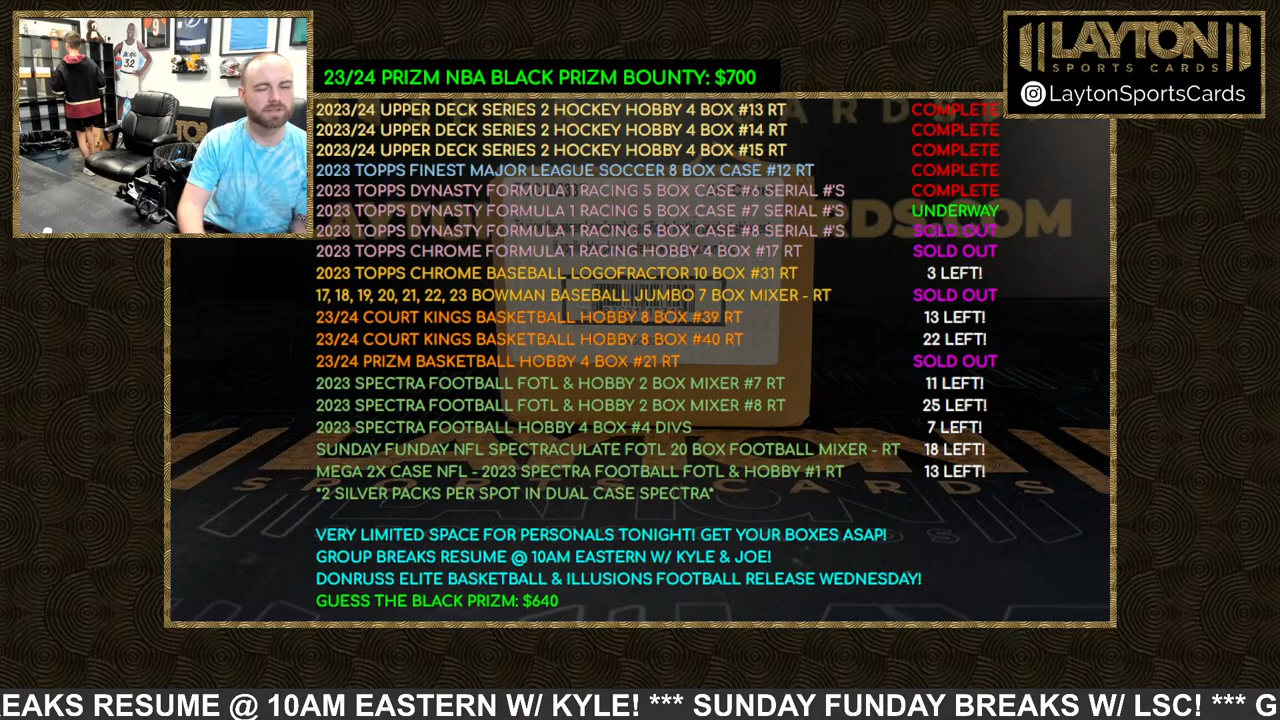 LAYTON
SPORTS CARDS
LaytonSportsCards
23/24 PRIZM NBA BLACK PRIZM BOUNTY: $700
2023/24 UPPER DECK SERIES 2 HOCKEY HOBBY 4 BOX #13 RT COMPLETE
2023/24 UPPER DECK SERIES 2 HOCKEY HOBBY 4 BOX #14 RT COMPLETE
2023/24 UPPER DECK SERIES 2 HOCKEY HOBBY 4 BOX #15 RT COMPLETE
2023 TOPPS FINEST MAJOR LEAGUE SOCCER 8 BOX CASE #12 RT COMPLETE
2023 TOPPS DYNASTY FORMULA 1 RACING 5 BOX CASE #6 SERIAL #'S COMPLETE
2023 TOPPS DYNASTY FORMULA 1 RACING 5 BOX CASE #7 SERIAL #'S UNDERWAY
2023 TOPPS DYNASTY FORMULA 1 RACING 5 BOX CASE #8 SERIAL #'S SOLD OUT
2023 TOPPS CHROME FORMULA 1 RACING HOBBY 4 BOX #17 RT SOLD OUT
2023 TOPPS CHROME BASEBALL LOGOFRACTOR 10 BOX #31 RT 3 LEFT!
17, 18, 19, 20, 21, 22, 23 BOWMAN BASEBALL JUMBO 7 BOX MIXER - RT SOLD OUT
23/24 COURT KINGS BASKETBALL HOBBY 8 BOX #39 RT 13 LEFT!
23/24 COURT KINGS BASKETBALL HOBBY 8 BOX #40 RT 22 LEFT!
23/24 PRIZM BASKETBALL HOBBY 4 BOX #21 RT SOLD OUT
2023 SPECTRA FOOTBALL FOTL & HOBBY 2 BOX MIXER #7 RT 11 LEFT!
2023 SPECTRA FOOTBALL FOTL & HOBBY 2 BOX MIXER #8 RT 25 LEFT!
2023 SPECTRA FOOTBALL HOBBY 4 BOX #4 DIVS 7 LEFT!
SUNDAY FUNDAY NFL SPECTRACULATE FOTL 20 BOX FOOTBALL MIXER - RT 18 LEFT!
MEGA 2X CASE NFL - 2023 SPECTRA FOOTBALL FOTL & HOBBY #1 RT 13 LEFT!
*2 SILVER PACKS PER SPOT IN DUAL CASE SPECTRA*
VERY LIMITED SPACE FOR PERSONALS TONIGHT! GET YOUR BOXES ASAP!
GROUP BREAKS RESUME @ 10AM EASTERN W/ KYLE & JOE!
DONRUSS ELITE BASKETBALL & ILLUSIONS FOOTBALL RELEASE WEDNESDAY!
GUESS THE BLACK PRIZM: $640
EAKS RESUME @ 10AM EASTERN W/ KYLE! *** SUNDAY FUNDAY BREAKS W/ LSC! *** G